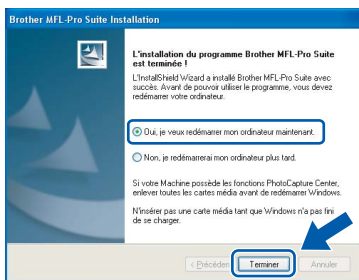 Brother MFL-Pro Suite Installation
L'installation du programme Brother MFL-Pro Suite
est terminée !
L'InstallShield Wizard a installé Brother MFL-Pro Suite avec
succès. Avant de pouvoir utiliser le programme, vous devez
redémarrer votre ordinateur.
Oui, je veux redémarrer mon ordinateur maintenant.
Non, je redémarrerai mon ordinateur plus tard.
Si votre Machine possède les fonctions PhotoCapture Center,
enlever toutes les cartes média avant de redémarrer Windows.
N'insérer pas une carte média tant que Windows n'a pas fini
de se charger.
< Précéden Terminer Annuler